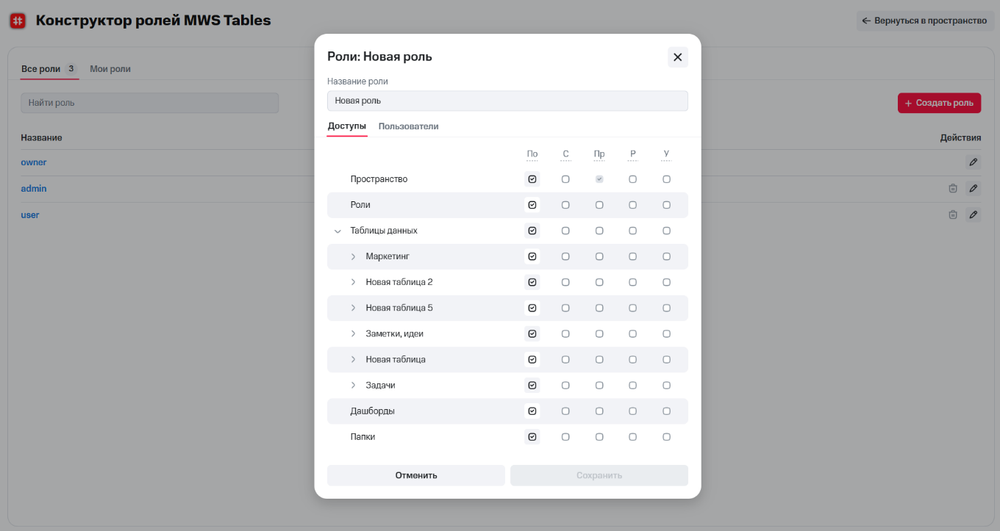 Конструктор ролей MWS Tables
← Вернуться в пространство
Все роли 3 Мои роли
Найти роль
+ Создать роль
Название Действия
owner
admin
user
Роли: Новая роль
Название роли
Новая роль
Доступы Пользователи
По С Пр Р У
Пространство
Роли
Таблицы данных
Маркетинг
Новая таблица 2
Новая таблица 5
Заметки, идеи
Новая таблица
Задачи
Дашборды
Папки
Отменить Сохранить